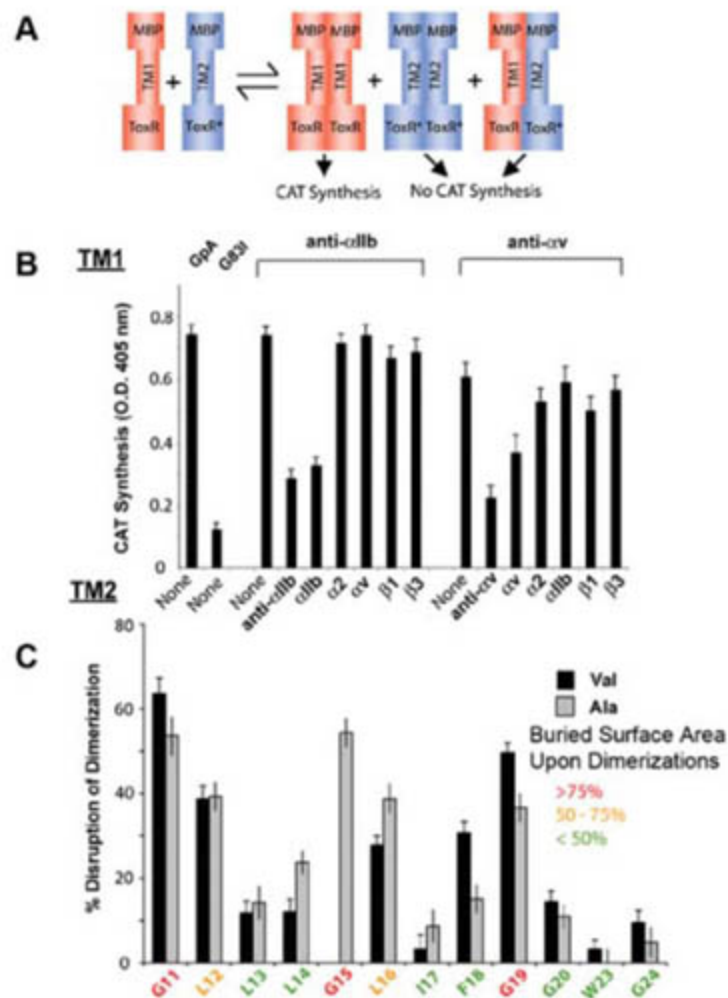 A
MBP MBP MBP MBP MBP MBP MBP MBP
TM1 + TM2 TM1 TM1 + TM2 TM2 + TM1 TM2
ToxR ToxR* ToxR ToxR ToxR* ToxR* ToxR ToxR*
CAT Synthesis No CAT Synthesis
B
TM1
GpA G83I anti-αIIb anti-αv
CAT Synthesis (O.D. 405 nm)
0.8
0.6
0.4
0.2
0
TM2
None None None anti-αIIb αIIb α2 αv β1 β3 None anti-αv αv α2 αIIb β1 β3
C
% Disruption of Dimerization
80
60
40
20
0
Val
Ala
Buried Surface Area
Upon Dimerizations
>75%
50 - 75%
< 50%
G11 L12 L13 L14 G15 L16 I17 F18 G19 G20 W23 G24